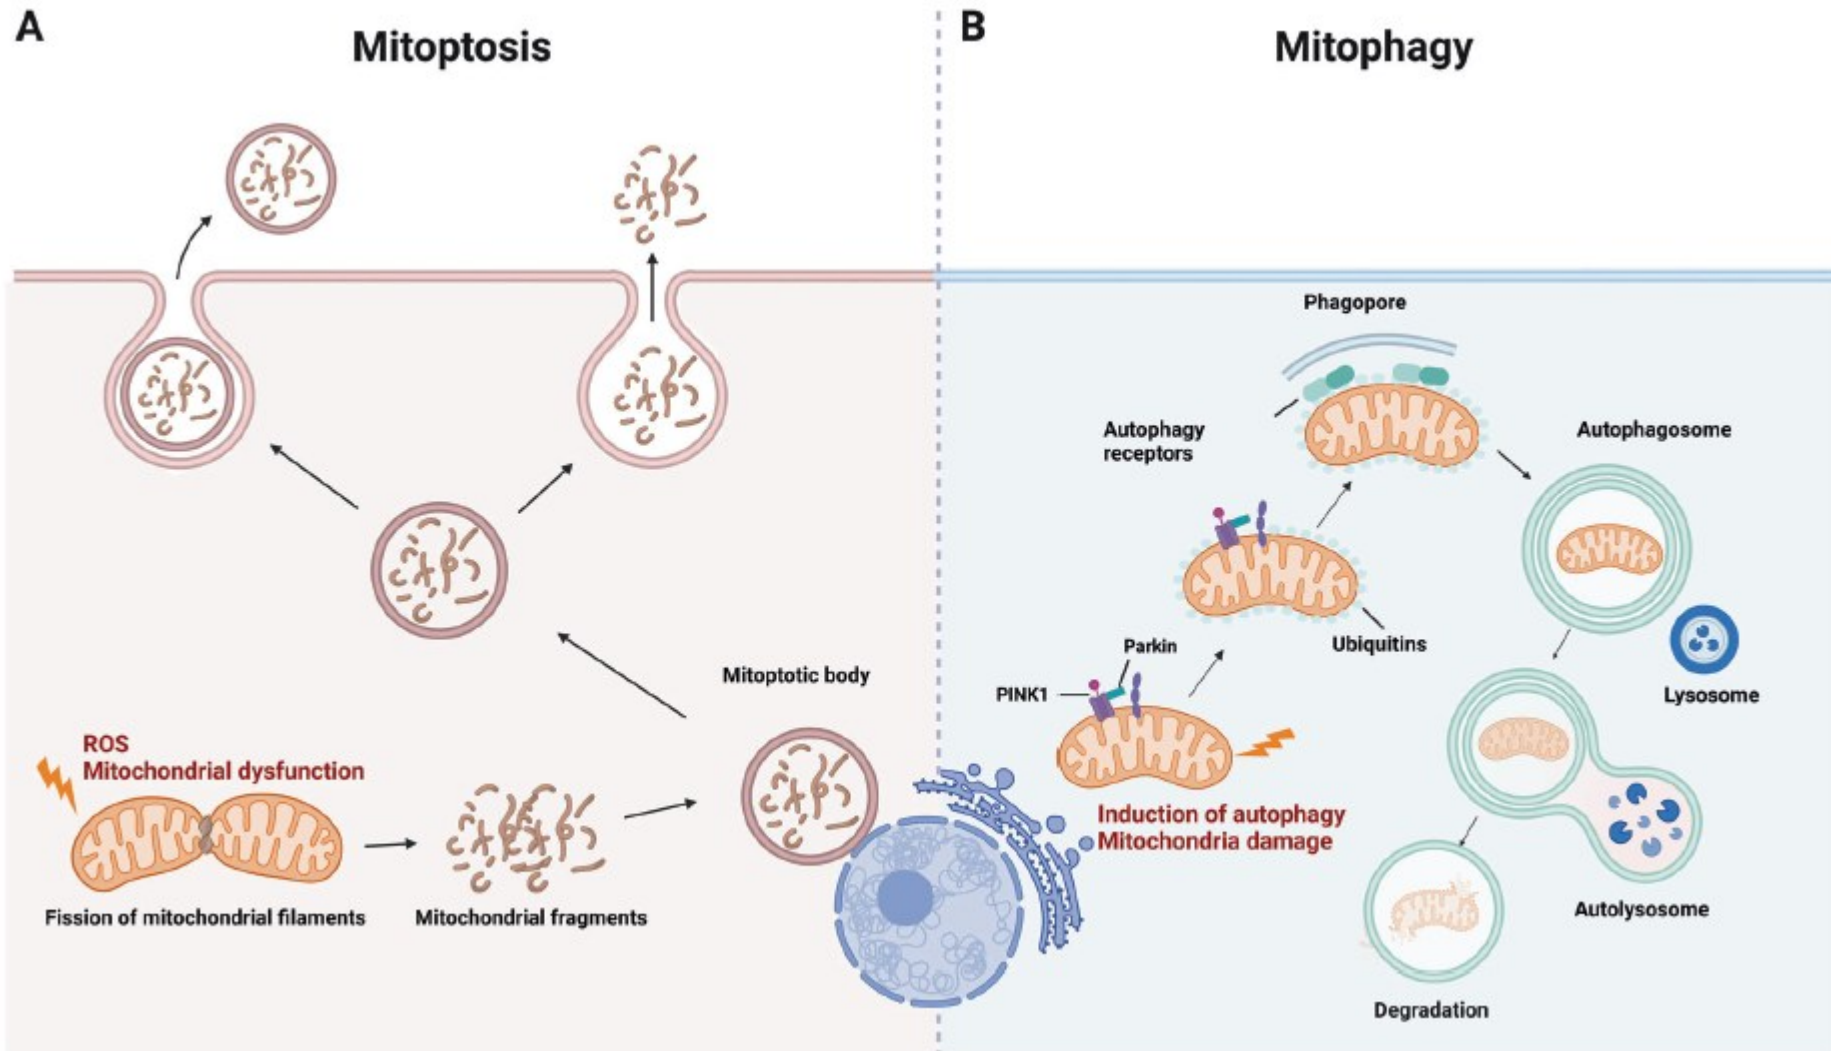 A
Mitoptosis
Mitoptotic body
ROS
Mitochondrial dysfunction
Fission of mitochondrial filaments
Mitochondrial fragments
B
Mitophagy
Phagopore
Autophagy
receptors
Autophagosome
Ubiquitins
Parkin
PINK1
Lysosome
Induction of autophagy
Mitochondria damage
Autolysosome
Degradation